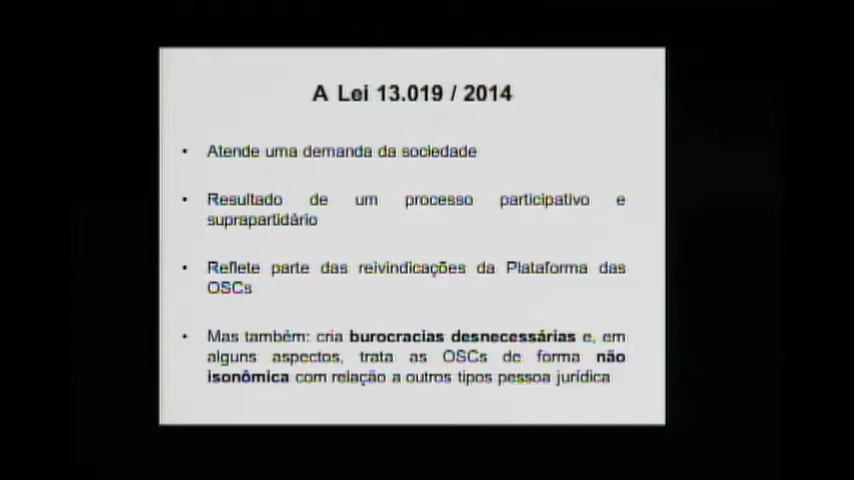 A Lei 13.019 / 2014
• Atende uma demanda da sociedade
• Resultado de um processo participativo e
suprapartidário
• Reflete parte das reivindicações da Plataforma das
OSCs
• Mas também: cria burocracias desnecessárias e, em
alguns aspectos, trata as OSCs de forma não
isonômica com relação a outros tipos pessoa jurídica